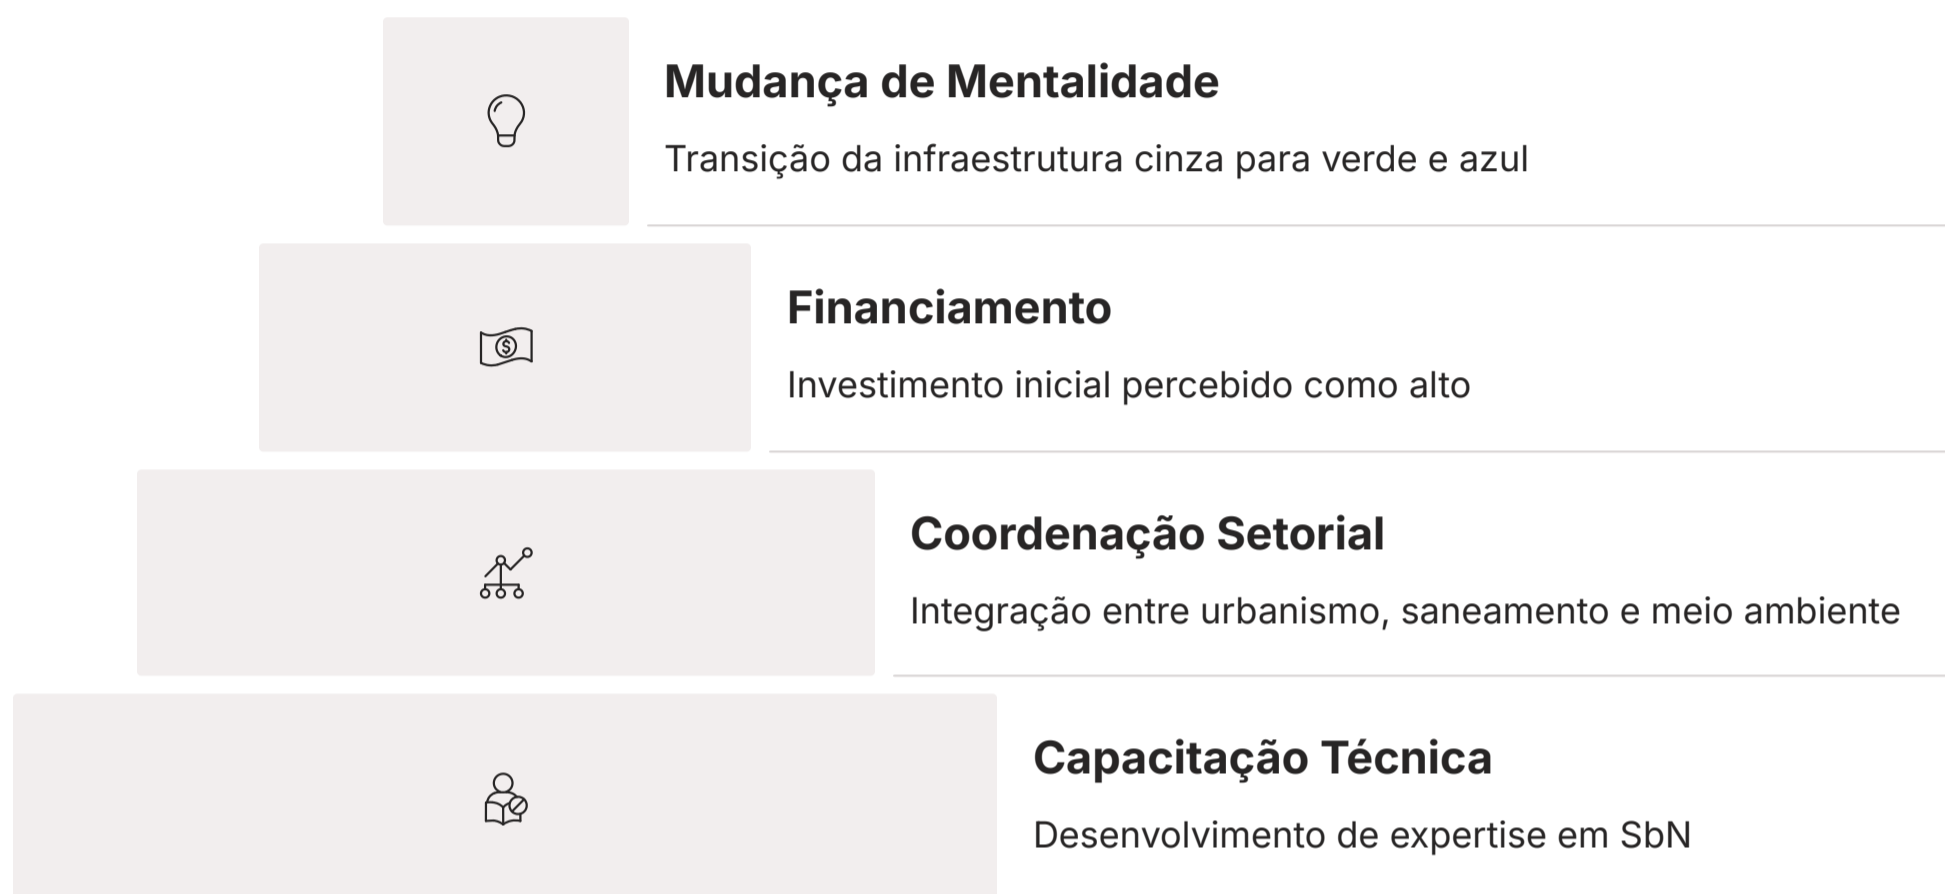 Mudança de Mentalidade
Transição da infraestrutura cinza para verde e azul
Financiamento
Investimento inicial percebido como alto
Coordenação Setorial
Integração entre urbanismo, saneamento e meio ambiente
Capacitação Técnica
Desenvolvimento de expertise em SbN